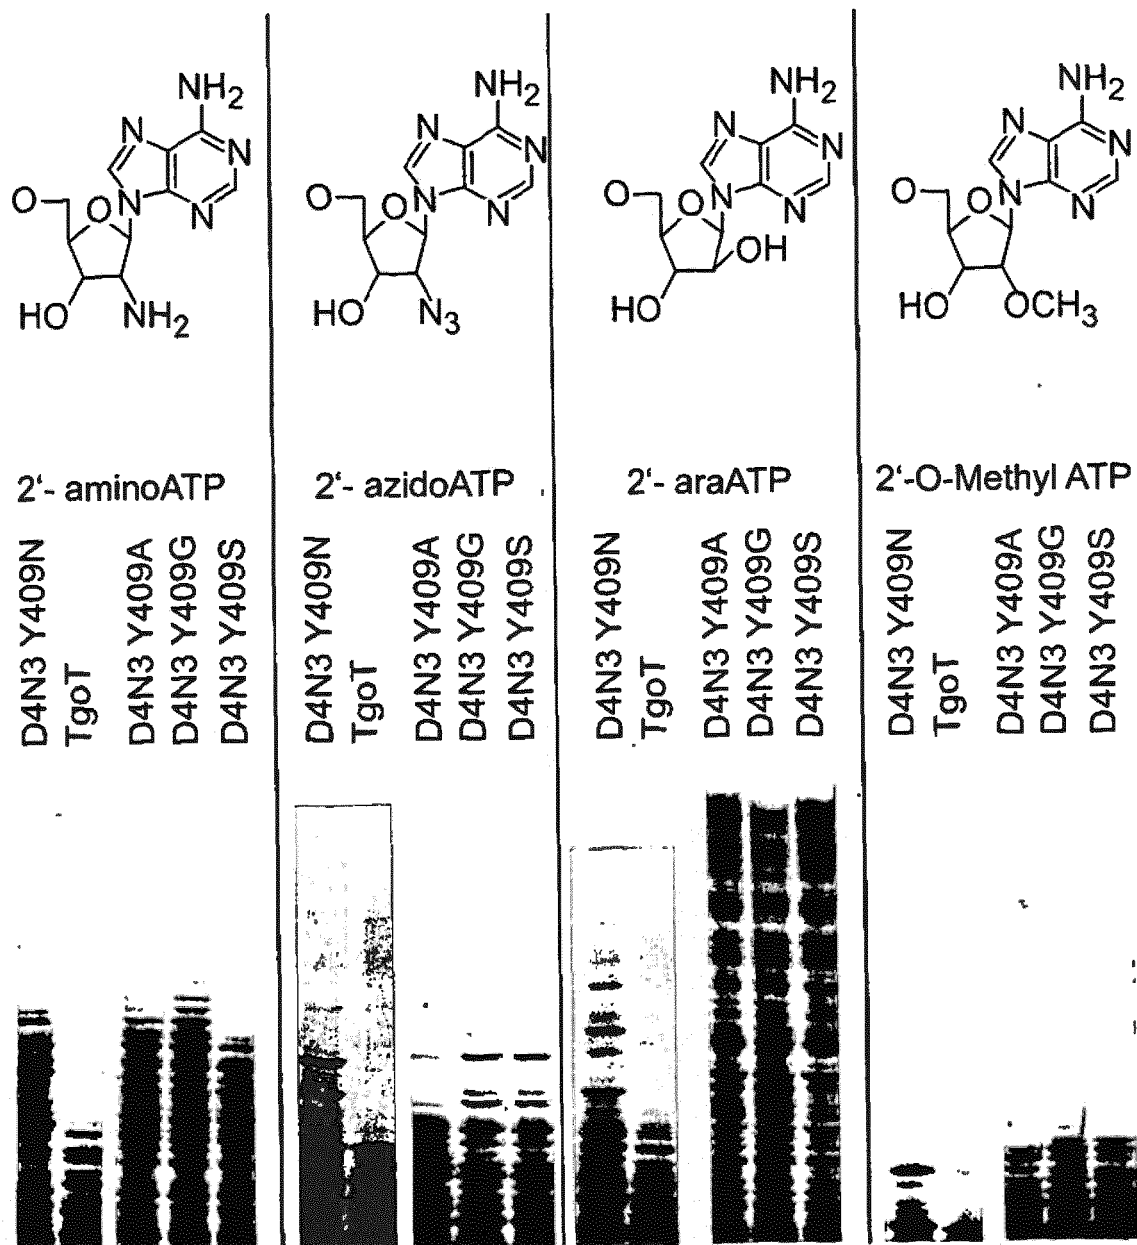 NH2
N
N
N
N
O
O
HO
NH2
NH2
N
N
N
N
O
O
HO
N3
NH2
N
N
N
N
O
O
OH
HO
NH2
N
N
N
N
O
O
HO
OCH3
2‘- aminoATP
2‘- azidoATP
2‘- araATP
2‘-O-Methyl ATP
D4N3 Y409N
TgoT
D4N3 Y409A
D4N3 Y409G
D4N3 Y409S
D4N3 Y409N
TgoT
D4N3 Y409A
D4N3 Y409G
D4N3 Y409S
D4N3 Y409N
TgoT
D4N3 Y409A
D4N3 Y409G
D4N3 Y409S
D4N3 Y409N
TgoT
D4N3 Y409A
D4N3 Y409G
D4N3 Y409S